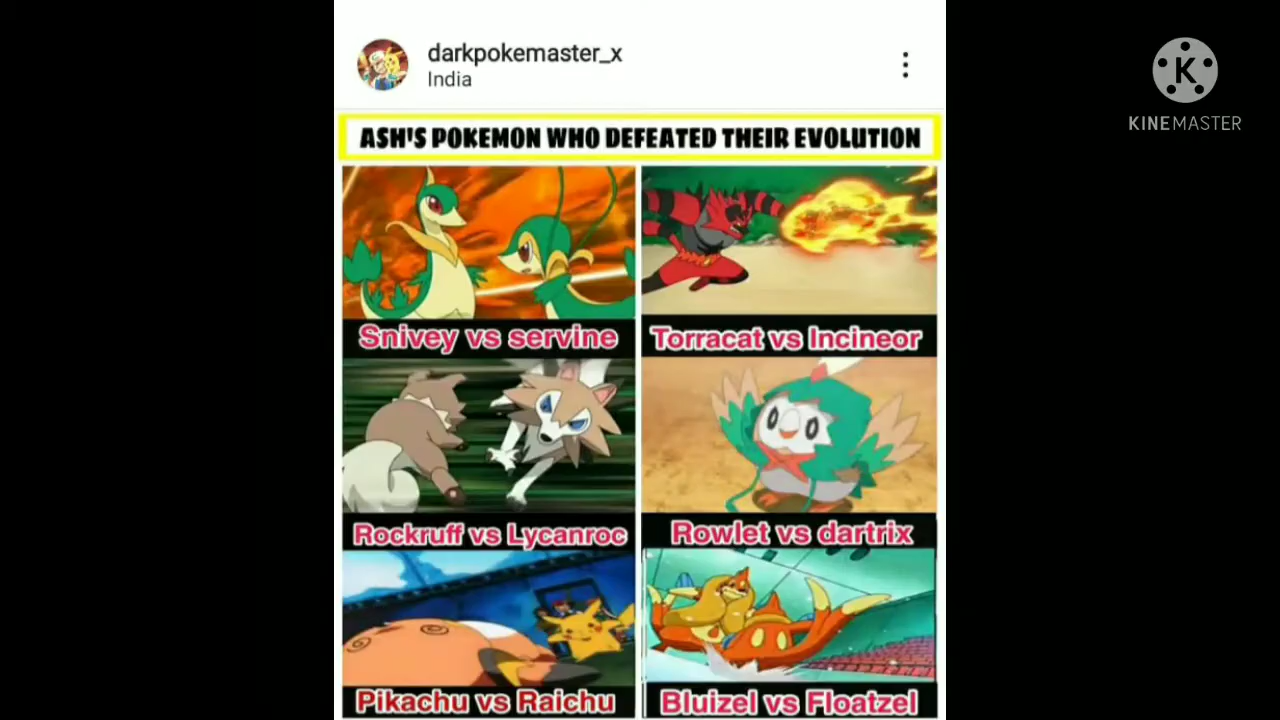 darkpokemaster_x
India
KINEMASTER
ASH'S POKEMON WHO DEFEATED THEIR EVOLUTION
Snivey vs servine
Torracat vs Incineor
Rockruff vs Lycanroc
Rowlet vs dartrix
Pikachu vs Raichu
Bluizel vs Floatzel